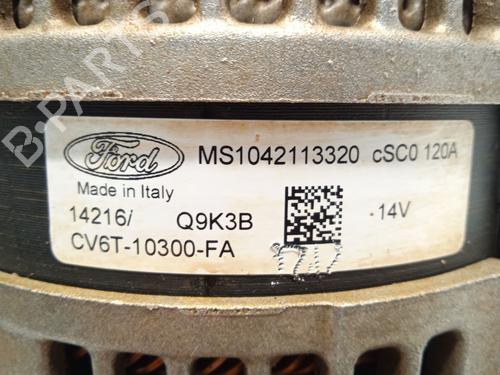 B-PARTS
Ford MS1042113320 cSC0 120A
Made in Italy
14216/ Q9K3B 14V
CV6T-10300-FA